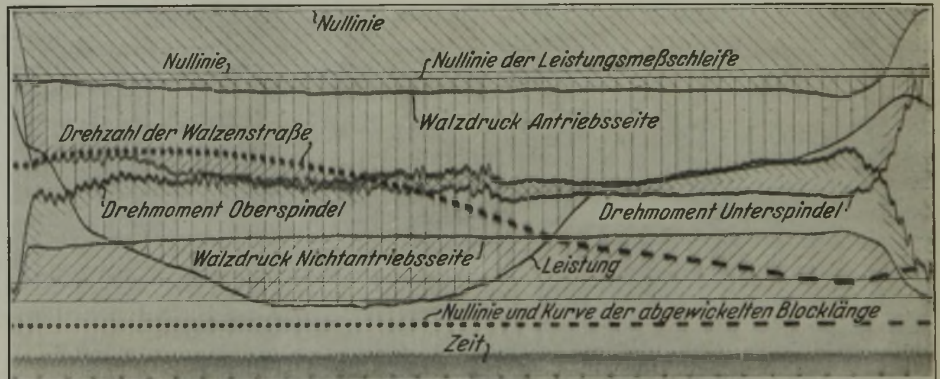 Nullinie
Nullinie
Nullinie der Leistungsmeßschleife
Walzdruck Antriebsseite
Drehzahl der Walzenstraße
Drehmoment Oberspindel
Drehmoment Unterspindel
Walzdruck Nichtantriebsseite
Leistung
Nullinie und Kurve der abgewickelten Blocklänge
Zeit